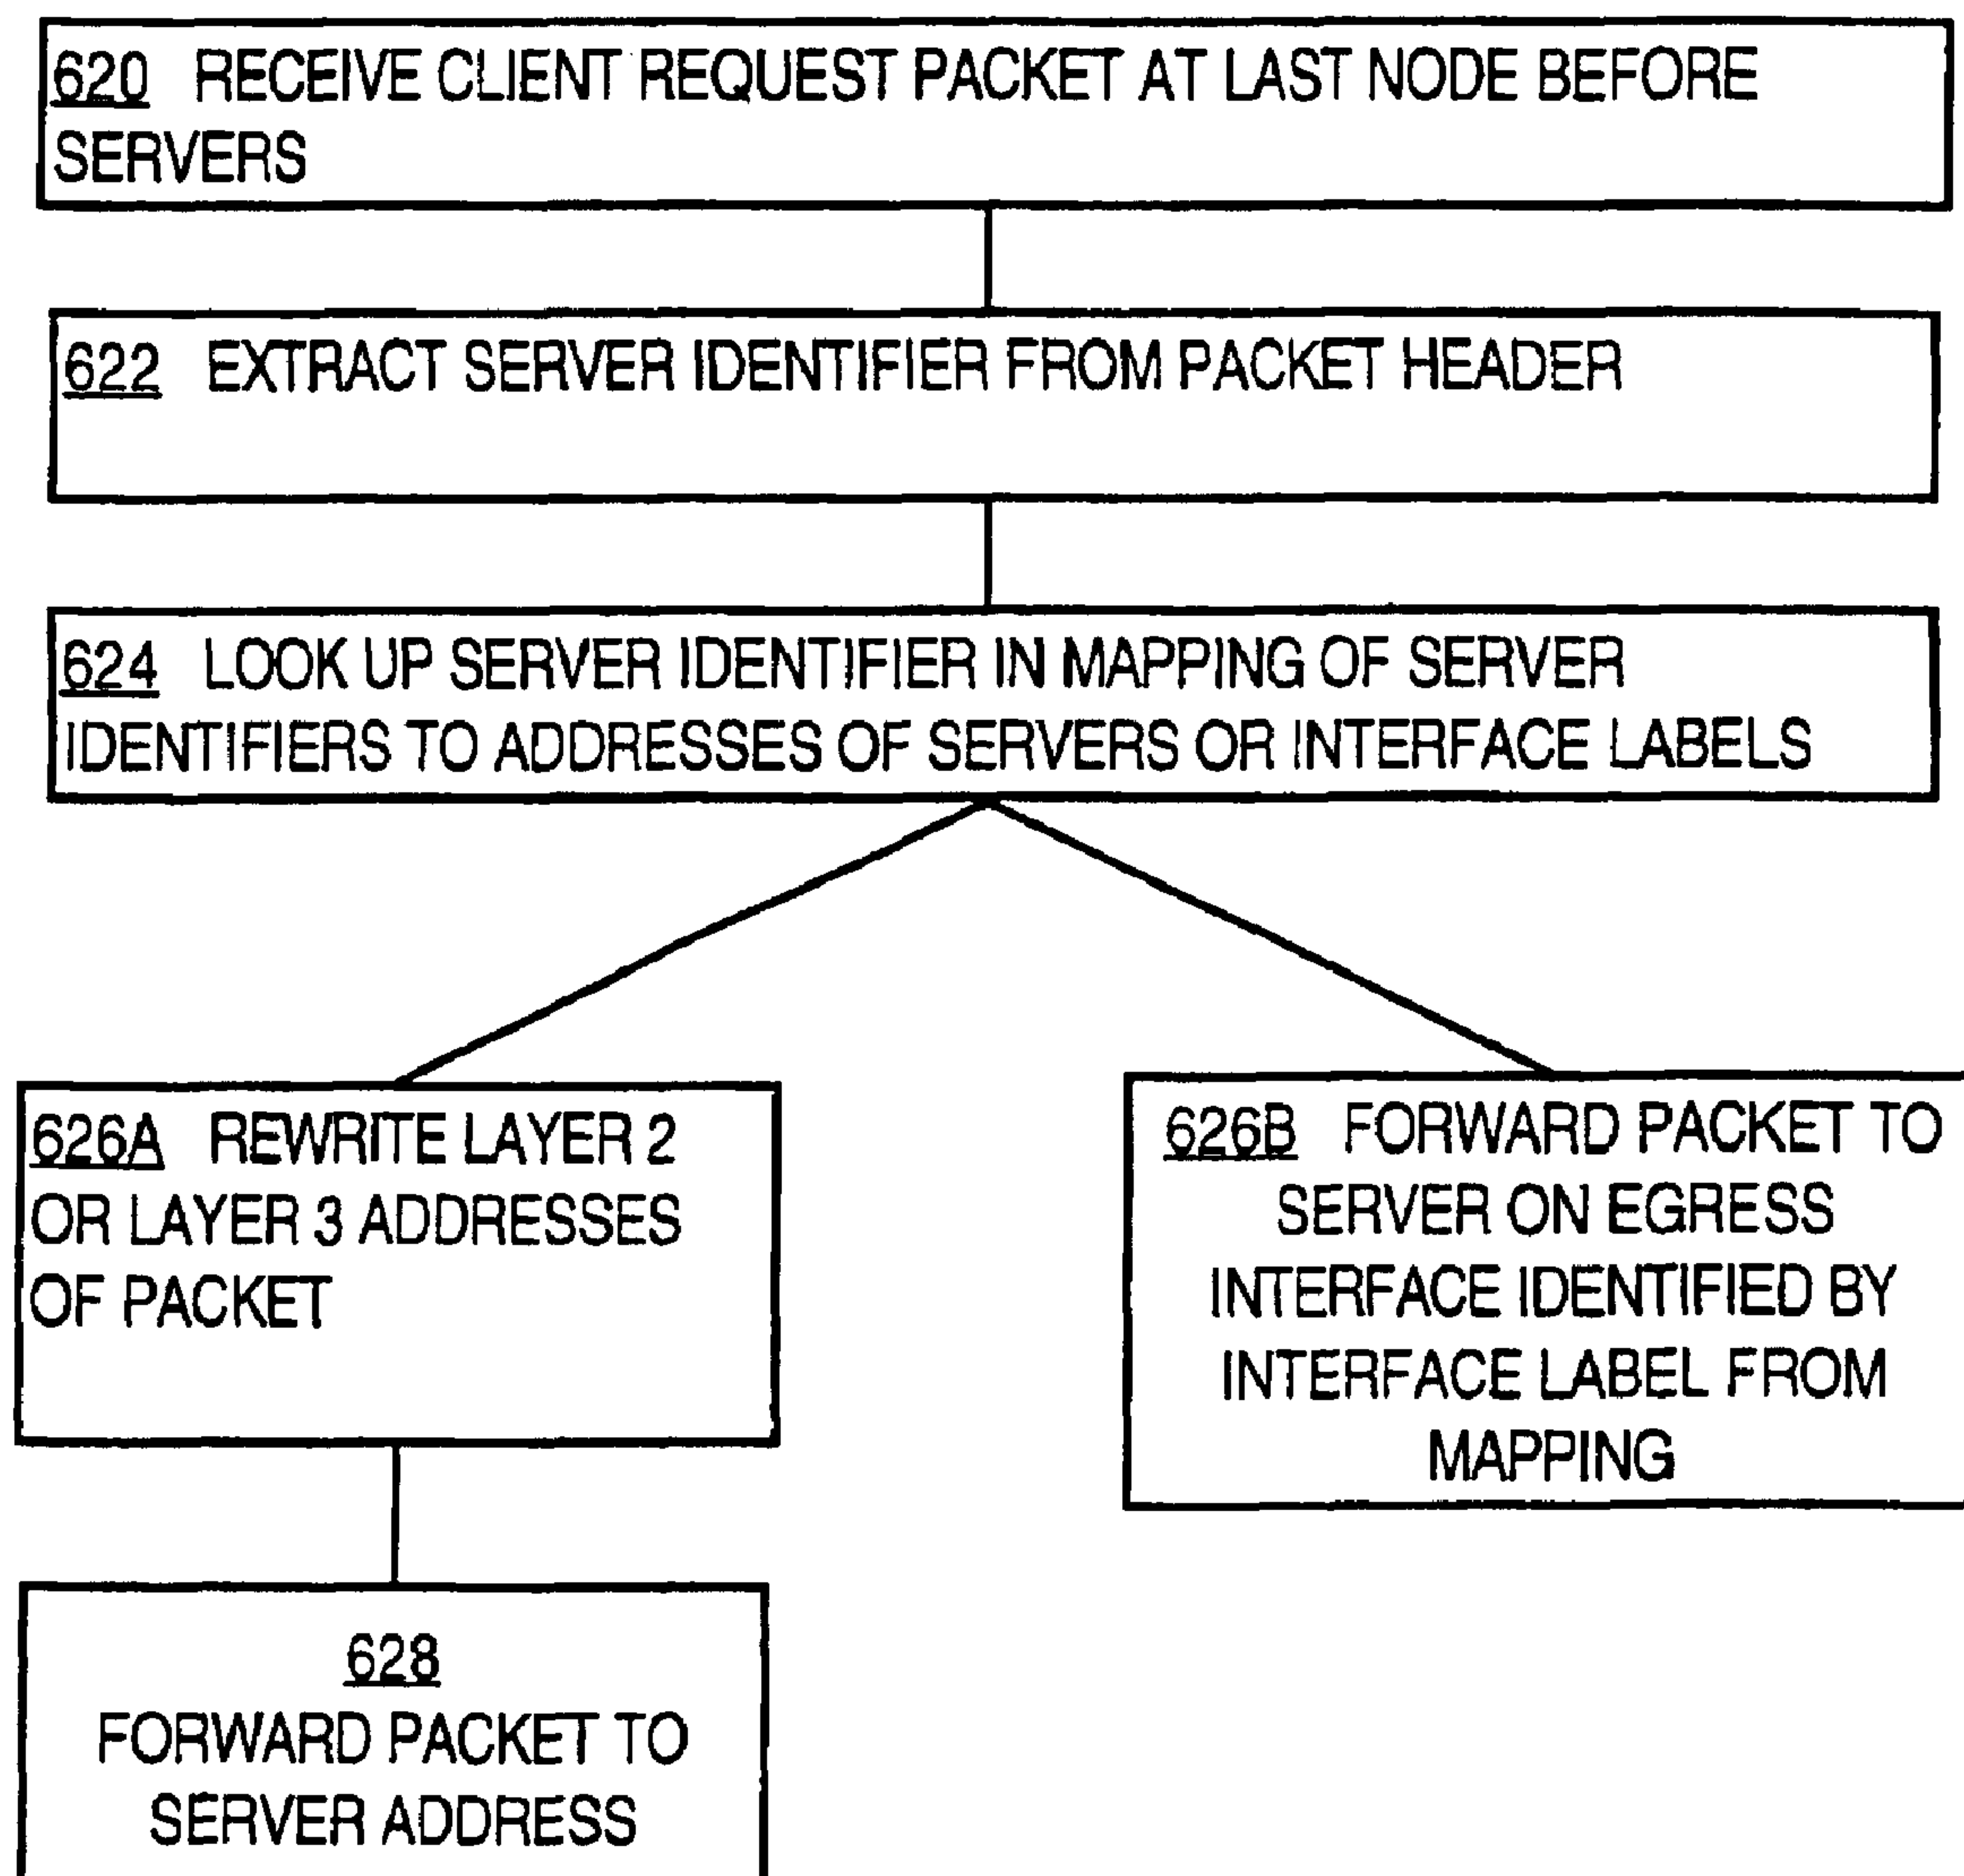 620 RECEIVE CLIENT REQUEST PACKET AT LAST NODE BEFORE
SERVERS
622 EXTRACT SERVER IDENTIFIER FROM PACKET HEADER
624 LOOK UP SERVER IDENTIFIER IN MAPPING OF SERVER
IDENTIFIERS TO ADDRESSES OF SERVERS OR INTERFACE LABELS
626A REWRITE LAYER 2
OR LAYER 3 ADDRESSES
OF PACKET
626B FORWARD PACKET TO
SERVER ON EGRESS
INTERFACE IDENTIFIED BY
INTERFACE LABEL FROM
MAPPING
628
FORWARD PACKET TO
SERVER ADDRESS